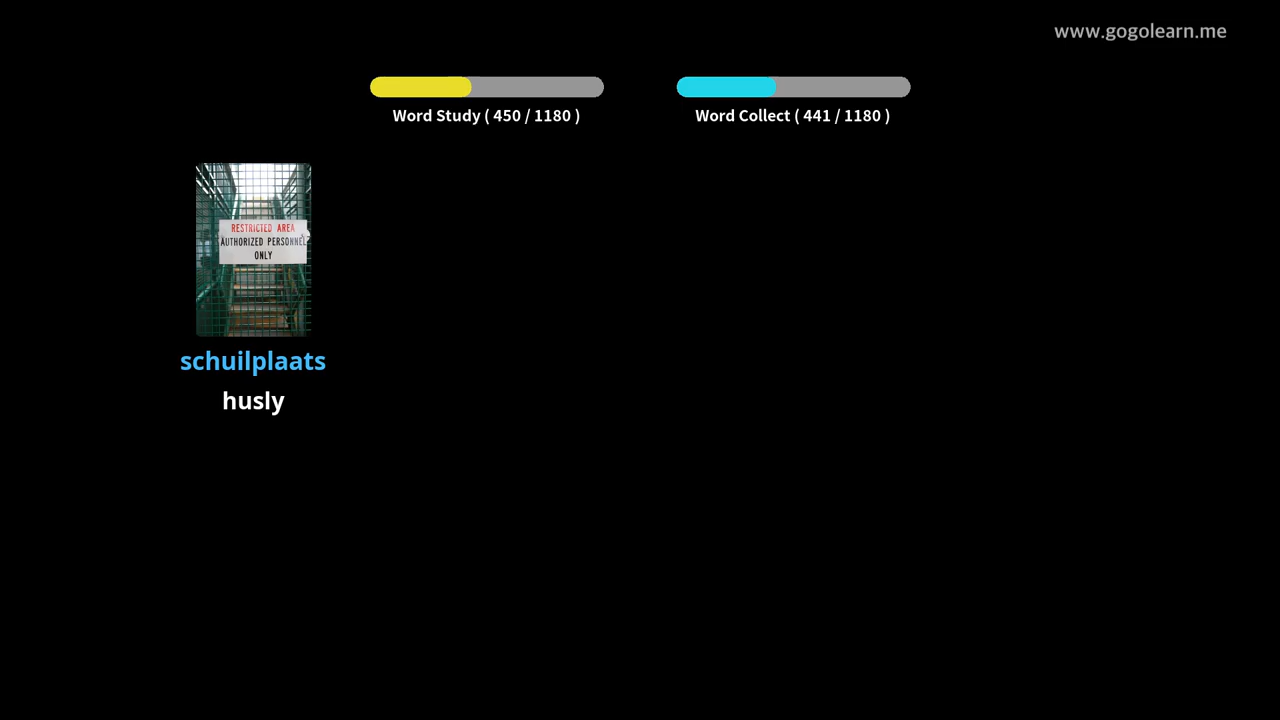 www.gogolearn.me
Word Study ( 450 / 1180 )
Word Collect ( 441 / 1180 )
RESTRICTED AREA
AUTHORIZED PERSONNEL
ONLY
schuilplaats
husly